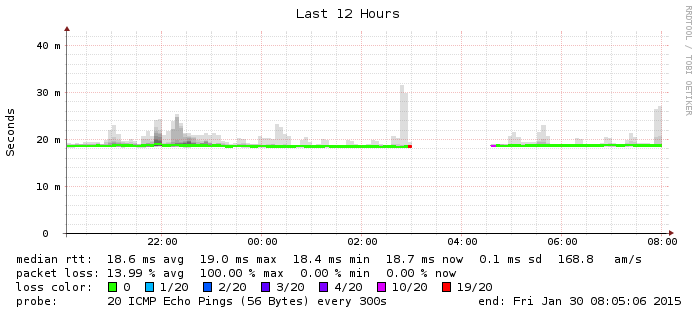 Last 12 Hours
RRDTOOL / TOBI OETIKER
Seconds
40 m
30 m
20 m
10 m
0
22:00 00:00 02:00 04:00 06:00 08:00
median rtt: 18.6 ms avg 19.0 ms max 18.4 ms min 18.7 ms now 0.1 ms sd 168.8 am/s
packet loss: 13.99 % avg 100.00 % max 0.00 % min 0.00 % now
loss color: 0 1/20 2/20 3/20 4/20 10/20 19/20
probe: 20 ICMP Echo Pings (56 Bytes) every 300s end: Fri Jan 30 08:05:06 2015